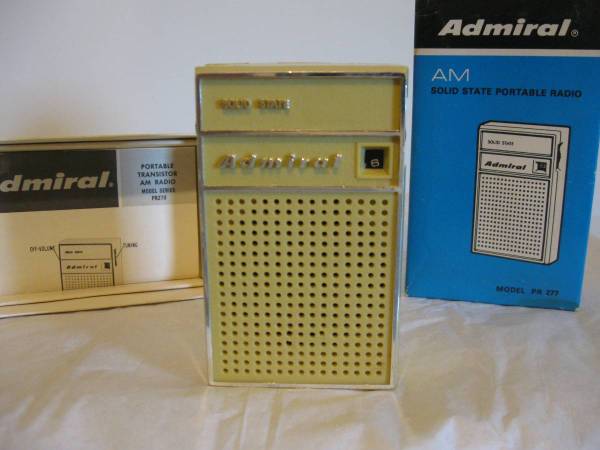 Admiral®
PORTABLE
TRANSISTOR
AM RADIO
MODEL SERIES
OFF-VOLUME
TUNING
Admiral
SOLID STATE
Admiral
6
Admiral®
AM
SOLID STATE PORTABLE RADIO
SOLID STATE
Admiral
MODEL PR 277